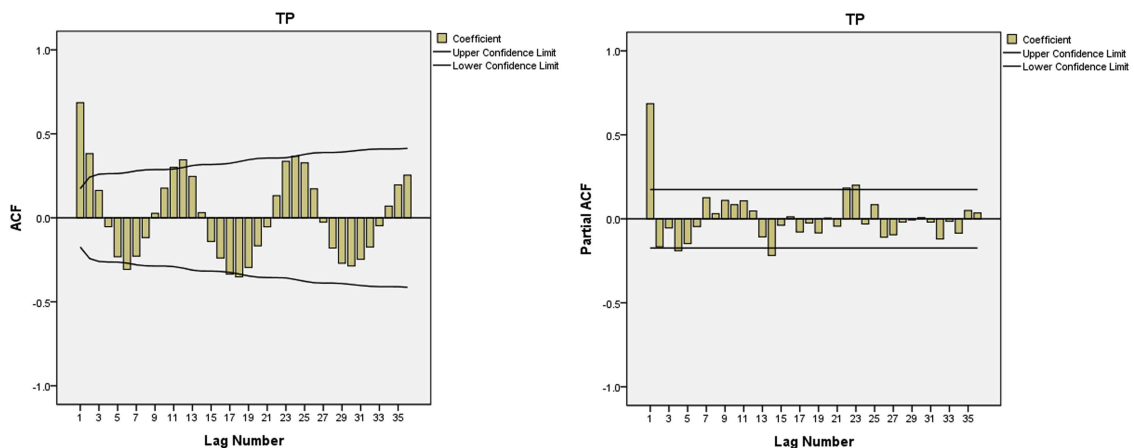 TP
Coefficient
Upper Confidence Limit
Lower Confidence Limit
1.0
0.5
0.0
-0.5
-1.0
ACF
1 3 5 7 9 11 13 15 17 19 21 23 25 27 29 31 33 35
Lag Number
TP
Coefficient
Upper Confidence Limit
Lower Confidence Limit
1.0
0.5
0.0
-0.5
-1.0
Partial ACF
1 3 5 7 9 11 13 15 17 19 21 23 25 27 29 31 33 35
Lag Number